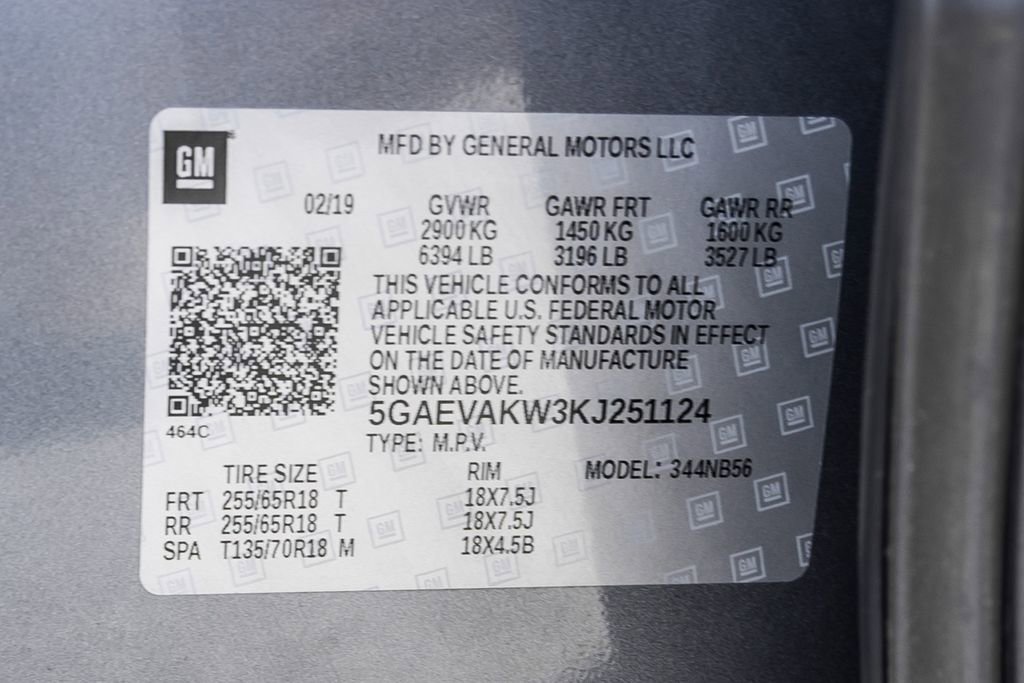 GM
MFD BY GENERAL MOTORS LLC
02/19 GVWR GAWR FRT GAWR RR
2900 KG 1450 KG 1600 KG
6394 LB 3196 LB 3527 LB
THIS VEHICLE CONFORMS TO ALL
APPLICABLE U.S. FEDERAL MOTOR
VEHICLE SAFETY STANDARDS IN EFFECT
ON THE DATE OF MANUFACTURE
SHOWN ABOVE.
5GAEVAKW3KJ251124
464C
TYPE: M.P.V.
TIRE SIZE RIM MODEL: 344NB56
FRT 255/65R18 T 18X7.5J
RR 255/65R18 T 18X7.5J
SPA T135/70R18 M 18X4.5B